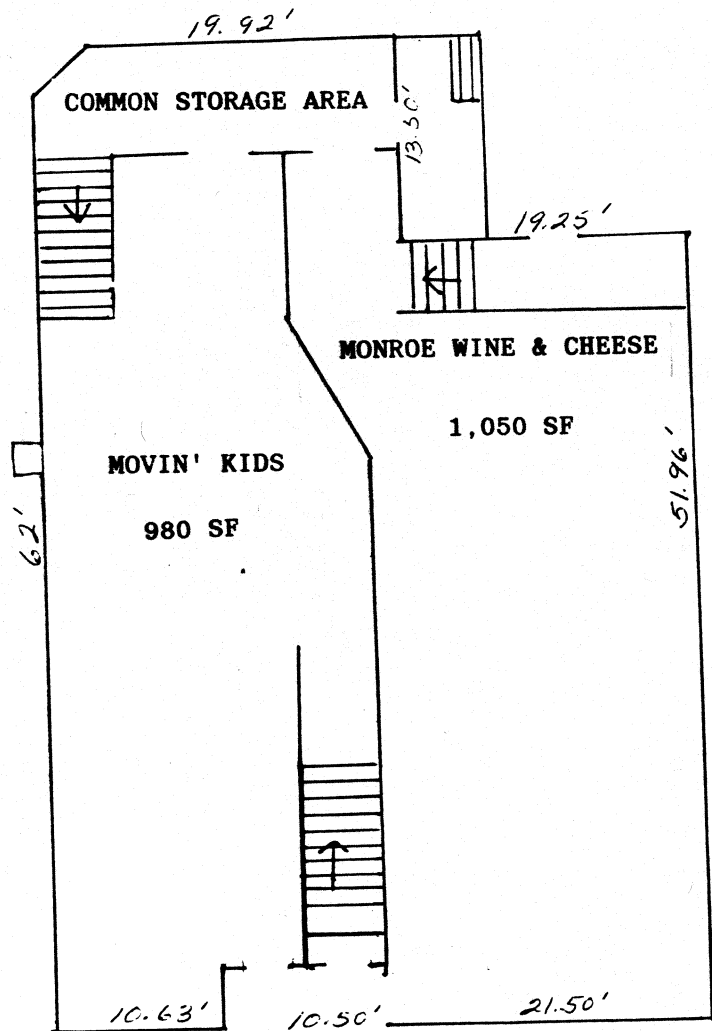 19.92'
COMMON STORAGE AREA
13.50'
19.25'
MONROE WINE & CHEESE
1,050 SF
MOVIN' KIDS
980 SF
51.96'
62'
10.63'
10.50'
21.50'